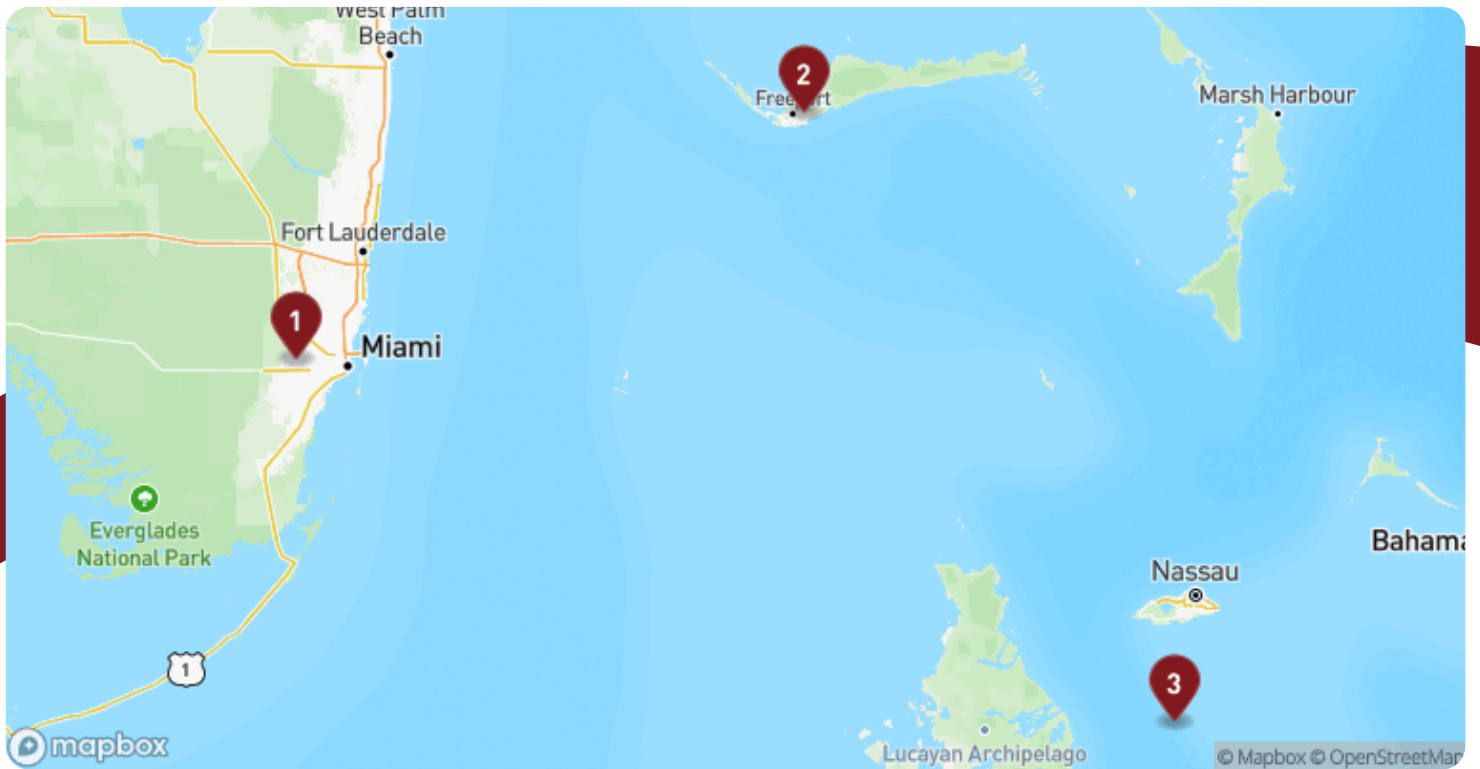 West Palm
Beach
2
Freeport
Marsh Harbour
Fort Lauderdale
1
Miami
Everglades
National Park
Bahama
Nassau
1
3
Lucayan Archipelago
mapbox
© Mapbox © OpenStreetMap